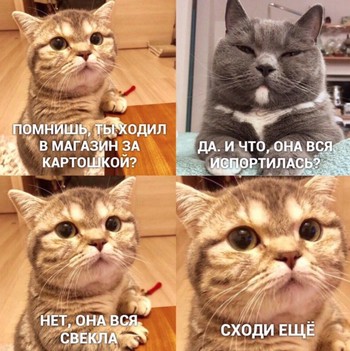 ПОМНИШЬ, ТЫ ХОДИЛ
В МАГАЗИН ЗА
КАРТОШКОЙ?
ДА. И ЧТО, ОНА ВСЯ
ИСПОРТИЛАСЬ?
НЕТ, ОНА ВСЯ
СВЕКЛА
СХОДИ ЕЩЁ